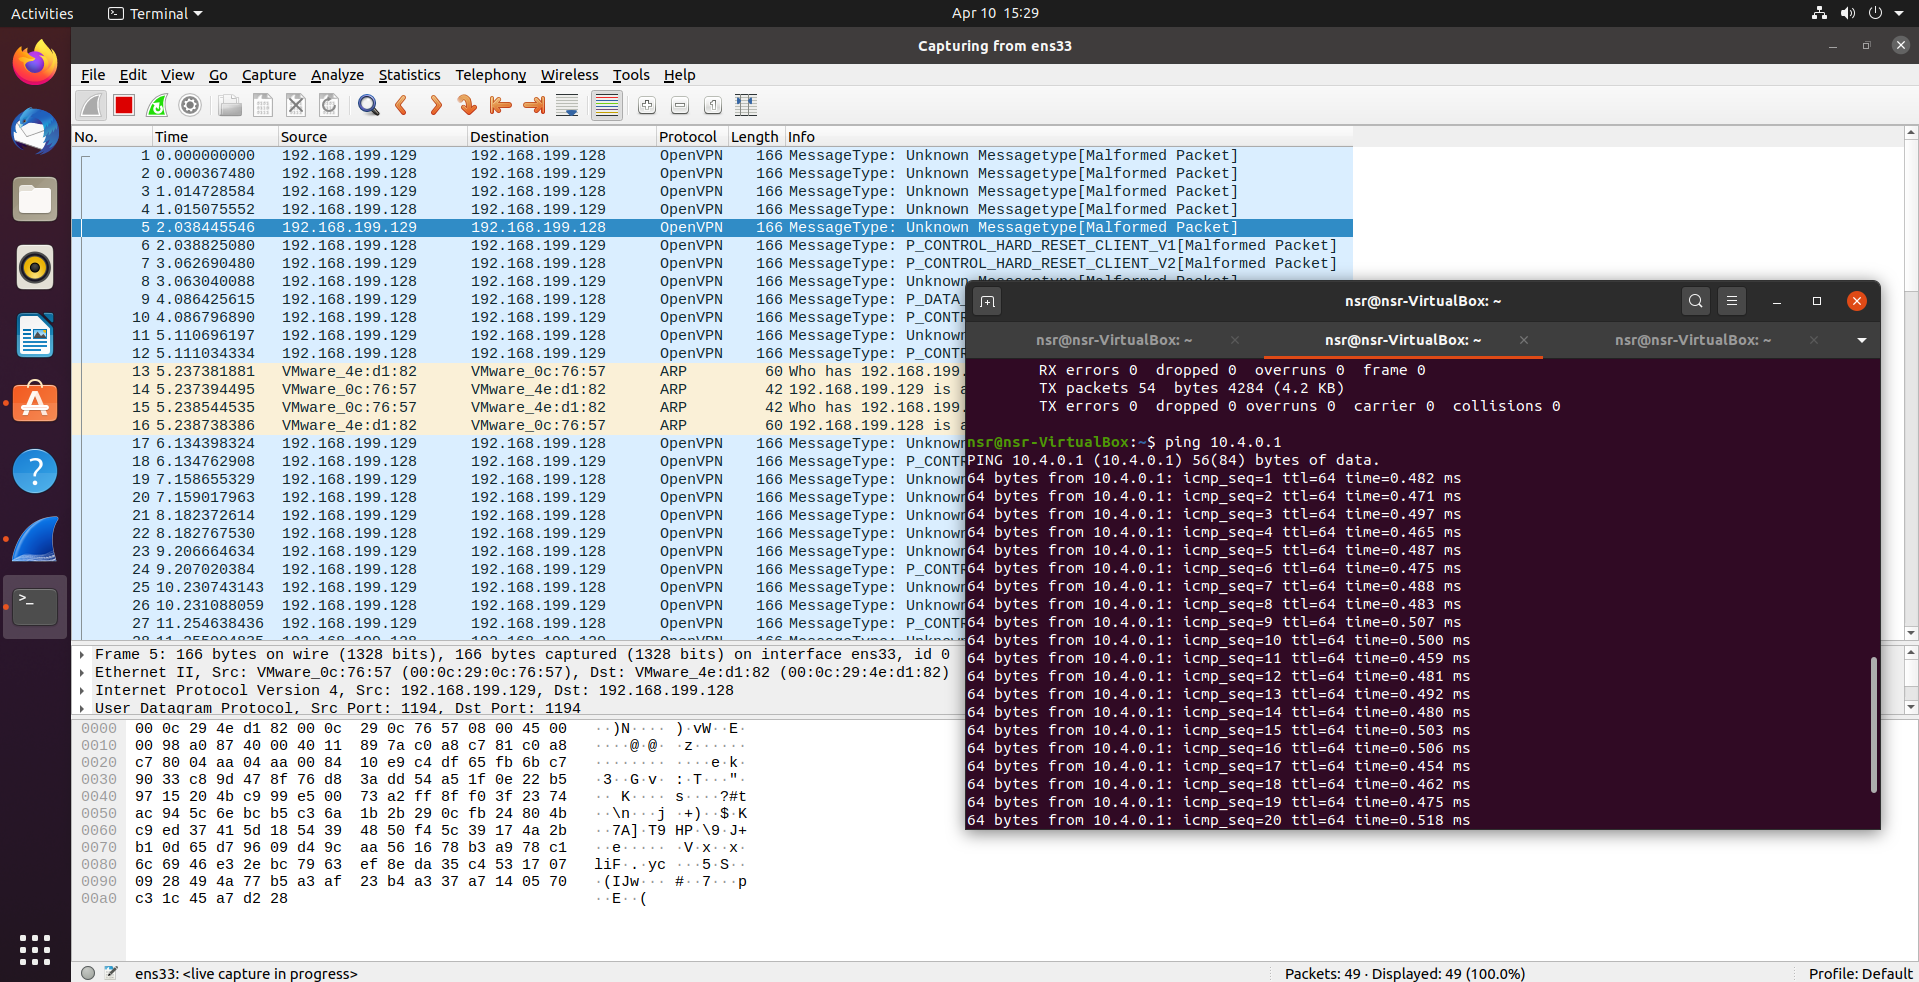 Activities Terminal Apr 10 15:29
Capturing from ens33
File Edit View Go Capture Analyze Statistics Telephony Wireless Tools Help
No. Time Source Destination Protocol Length Info
1 0.000000000 192.168.199.129 192.168.199.128 OpenVPN 166 MessageType: Unknown Messagetype[Malformed Packet]
2 0.000367480 192.168.199.128 192.168.199.129 OpenVPN 166 MessageType: Unknown Messagetype[Malformed Packet]
3 1.014728584 192.168.199.129 192.168.199.128 OpenVPN 166 MessageType: Unknown Messagetype[Malformed Packet]
4 1.015075552 192.168.199.128 192.168.199.129 OpenVPN 166 MessageType: Unknown Messagetype[Malformed Packet]
5 2.038445546 192.168.199.129 192.168.199.128 OpenVPN 166 MessageType: Unknown Messagetype[Malformed Packet]
6 2.038825080 192.168.199.128 192.168.199.129 OpenVPN 166 MessageType: P_CONTROL_HARD_RESET_CLIENT_V1[Malformed Packet]
7 3.062690480 192.168.199.129 192.168.199.128 OpenVPN 166 MessageType: P_CONTROL_HARD_RESET_CLIENT_V2[Malformed Packet]
8 3.063040088 192.168.199.128 192.168.199.129 OpenVPN 166 MessageType: Unknown Messagetype[Malformed Packet]
9 4.086425615 192.168.199.129 192.168.199.128 OpenVPN 166 MessageType: P_DATA_
10 4.086796890 192.168.199.128 192.168.199.129 OpenVPN 166 MessageType: P_CONT
11 5.110696197 192.168.199.129 192.168.199.128 OpenVPN 166 MessageType: Unknown
12 5.111034334 192.168.199.128 192.168.199.129 OpenVPN 166 MessageType: P_CONT
13 5.237381881 VMware_4e:d1:82 VMware_0c:76:57 ARP 60 Who has 192.168.199.
14 5.237394495 VMware_0c:76:57 VMware_4e:d1:82 ARP 42 192.168.199.129 is a
15 5.238544535 VMware_0c:76:57 VMware_4e:d1:82 ARP 42 Who has 192.168.199.
16 5.238738386 VMware_4e:d1:82 VMware_0c:76:57 ARP 60 192.168.199.128 is a
17 6.134398324 192.168.199.129 192.168.199.128 OpenVPN 166 MessageType: Unknown
18 6.134762908 192.168.199.128 192.168.199.129 OpenVPN 166 MessageType: P_CONT
19 7.158655329 192.168.199.129 192.168.199.128 OpenVPN 166 MessageType: Unknown
20 7.159017963 192.168.199.128 192.168.199.129 OpenVPN 166 MessageType: Unknown
21 8.182372614 192.168.199.129 192.168.199.128 OpenVPN 166 MessageType: Unknown
22 8.182767530 192.168.199.128 192.168.199.129 OpenVPN 166 MessageType: Unknown
23 9.206664634 192.168.199.129 192.168.199.128 OpenVPN 166 MessageType: Unknown
24 9.207020384 192.168.199.128 192.168.199.129 OpenVPN 166 MessageType: P_CONT
25 10.230743143 192.168.199.129 192.168.199.128 OpenVPN 166 MessageType: Unknown
26 10.231088059 192.168.199.128 192.168.199.129 OpenVPN 166 MessageType: Unknown
27 11.254638436 192.168.199.129 192.168.199.128 OpenVPN 166 MessageType: P_CONT
Frame 5: 166 bytes on wire (1328 bits), 166 bytes captured (1328 bits) on interface ens33, id 0
Ethernet II, Src: VMware_0c:76:57 (00:0c:29:0c:76:57), Dst: VMware_4e:d1:82 (00:0c:29:4e:d1:82)
Internet Protocol Version 4, Src: 192.168.199.129, Dst: 192.168.199.128
User Datagram Protocol, Src Port: 1194, Dst Port: 1194
0000 00 0c 29 4e d1 82 00 0c 29 0c 76 57 08 00 45 00 ··)N···· )·vW··E·
0010 00 98 a0 87 40 00 40 11 89 7a c0 a8 c7 81 c0 a8 ····@·@· ·z······
0020 c7 80 04 aa 04 aa 00 84 10 e9 c4 df 65 fb 6b c7 ········ ····e·k·
0030 90 33 c8 9d 47 8f 76 d8 3a dd 54 a5 1f 0e 22 b5 ·3··G·v· :·T···"·
0040 97 15 20 4b c9 99 e5 00 73 a2 ff 8f f0 3f 23 74 ·· K···· s····?#t
0050 ac 94 5c 6e bc b5 c3 6a 1b 2b 29 0c fb 24 80 4b ··\n···j ·+)··$·K
0060 c9 ed 37 41 5d 18 54 39 48 50 f4 5c 39 17 4a 2b ··7A]·T9 HP·\9·J+
0070 b1 0d 65 d7 96 09 d4 9c aa 56 16 78 b3 a9 78 c1 ··e····· ·V·x··x·
0080 6c 69 46 e3 2e bc 79 63 ef 8e da 35 c4 53 17 07 liF·.·yc ···5·S··
0090 09 28 49 4a 77 b5 a3 af 23 b4 a3 37 a7 14 05 70 ·(IJw··· #··7···p
00a0 c3 1c 45 a7 d2 28 ··E··(
ens33: <live capture in progress> Packets: 49 · Displayed: 49 (100.0%) Profile: Default
nsr@nsr-VirtualBox: ~
nsr@nsr-VirtualBox: ~ nsr@nsr-VirtualBox: ~ nsr@nsr-VirtualBox: ~
RX errors 0 dropped 0 overruns 0 frame 0
TX packets 54 bytes 4284 (4.2 KB)
TX errors 0 dropped 0 overruns 0 carrier 0 collisions 0
nsr@nsr-VirtualBox:~$ ping 10.4.0.1
PING 10.4.0.1 (10.4.0.1) 56(84) bytes of data.
64 bytes from 10.4.0.1: icmp_seq=1 ttl=64 time=0.482 ms
64 bytes from 10.4.0.1: icmp_seq=2 ttl=64 time=0.471 ms
64 bytes from 10.4.0.1: icmp_seq=3 ttl=64 time=0.497 ms
64 bytes from 10.4.0.1: icmp_seq=4 ttl=64 time=0.465 ms
64 bytes from 10.4.0.1: icmp_seq=5 ttl=64 time=0.487 ms
64 bytes from 10.4.0.1: icmp_seq=6 ttl=64 time=0.475 ms
64 bytes from 10.4.0.1: icmp_seq=7 ttl=64 time=0.488 ms
64 bytes from 10.4.0.1: icmp_seq=8 ttl=64 time=0.483 ms
64 bytes from 10.4.0.1: icmp_seq=9 ttl=64 time=0.507 ms
64 bytes from 10.4.0.1: icmp_seq=10 ttl=64 time=0.500 ms
64 bytes from 10.4.0.1: icmp_seq=11 ttl=64 time=0.459 ms
64 bytes from 10.4.0.1: icmp_seq=12 ttl=64 time=0.481 ms
64 bytes from 10.4.0.1: icmp_seq=13 ttl=64 time=0.492 ms
64 bytes from 10.4.0.1: icmp_seq=14 ttl=64 time=0.480 ms
64 bytes from 10.4.0.1: icmp_seq=15 ttl=64 time=0.503 ms
64 bytes from 10.4.0.1: icmp_seq=16 ttl=64 time=0.506 ms
64 bytes from 10.4.0.1: icmp_seq=17 ttl=64 time=0.454 ms
64 bytes from 10.4.0.1: icmp_seq=18 ttl=64 time=0.462 ms
64 bytes from 10.4.0.1: icmp_seq=19 ttl=64 time=0.475 ms
64 bytes from 10.4.0.1: icmp_seq=20 ttl=64 time=0.518 ms